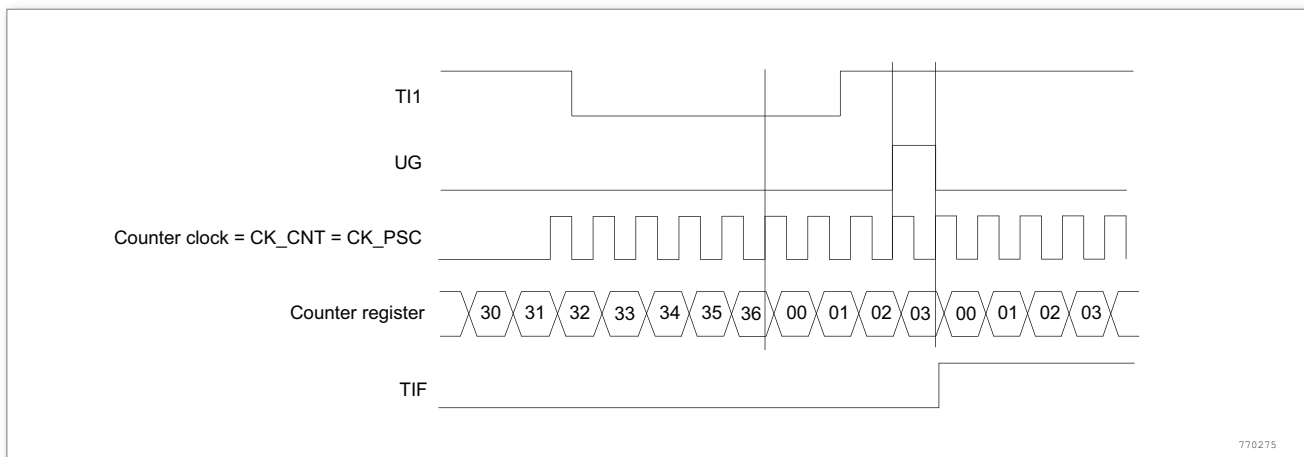 TI1
UG
Counter clock = CK_CNT = CK_PSC
Counter register 30 31 32 33 34 35 36 00 01 02 03 00 01 02 03
TIF
770275